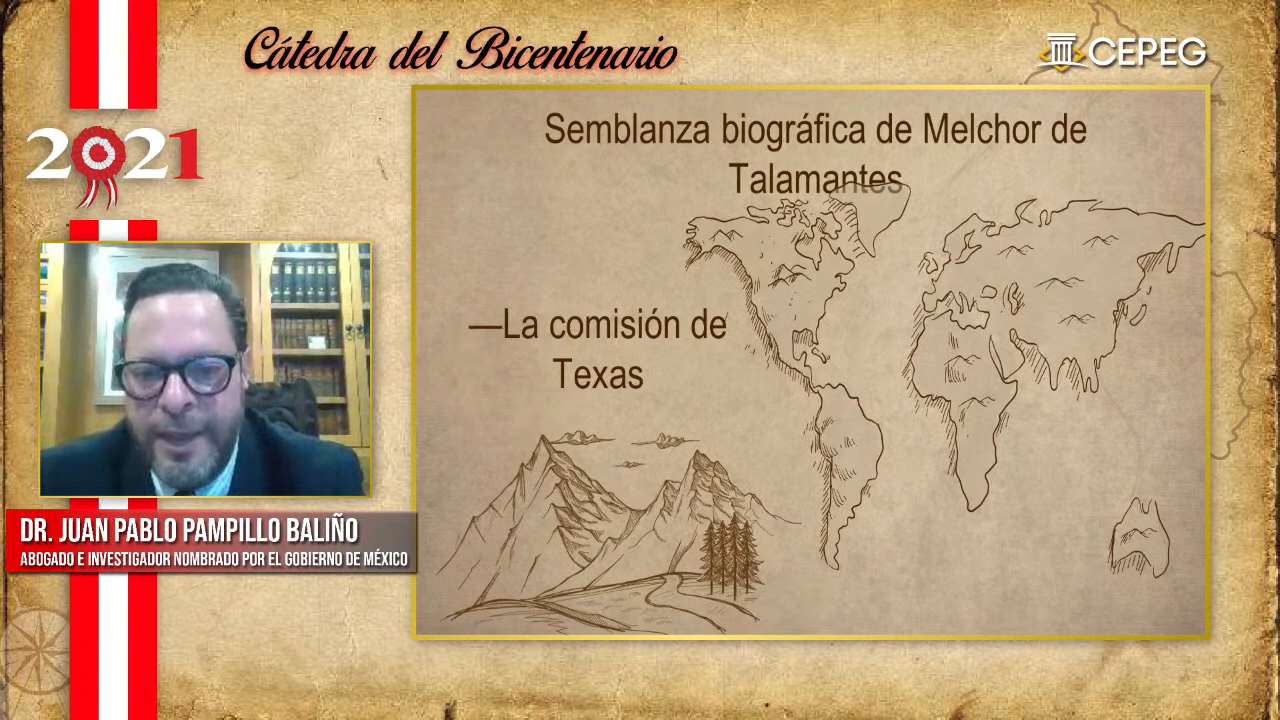 Cátedra del Bicentenario
CEPEG
2021
Semblanza biográfica de Melchor de
Talamantes
—La comisión de
Texas
DR. JUAN PABLO PAMPILLO BALIÑO
ABOGADO E INVESTIGADOR NOMBRADO POR EL GOBIERNO DE MÉXICO